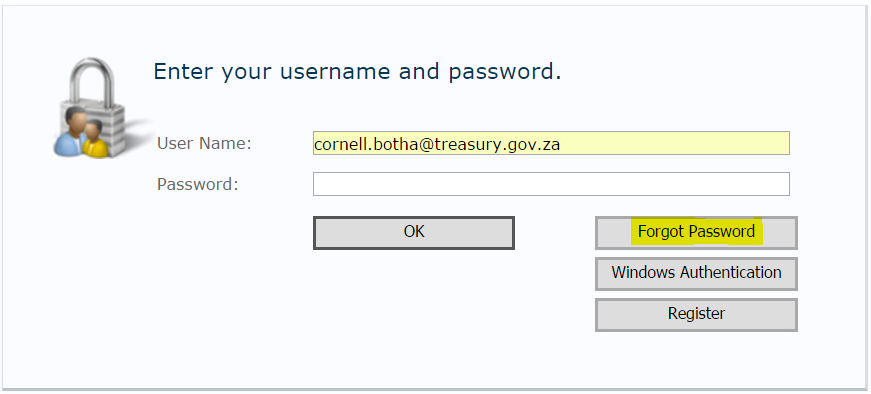 Enter your username and password.
User Name: cornell.botha@treasury.gov.za
Password:
OK Forgot Password
Windows Authentication
Register